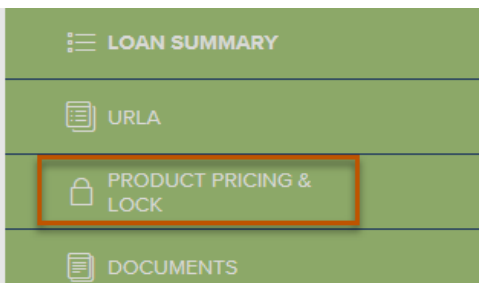 LOAN SUMMARY
URLA
PRODUCT PRICING &
LOCK
DOCUMENTS